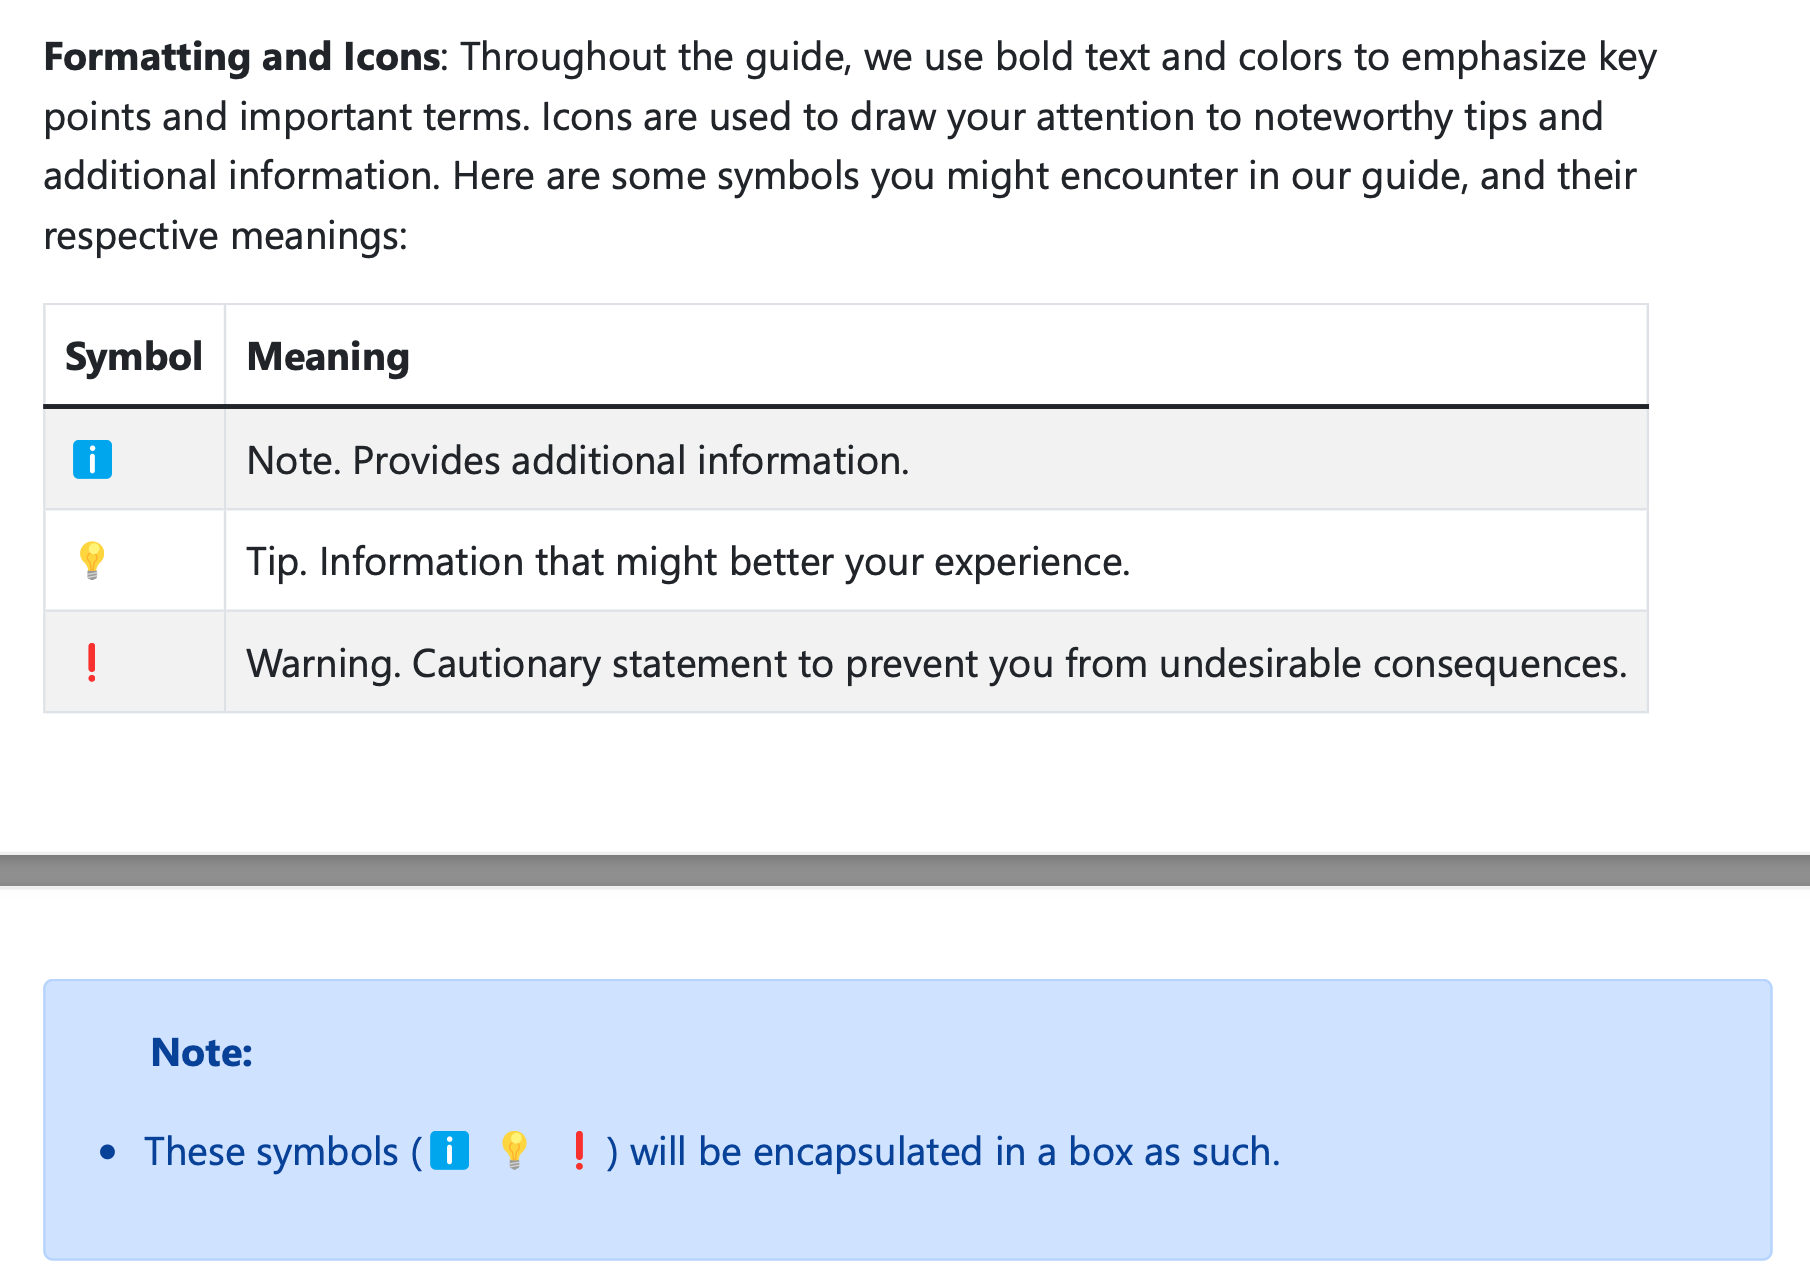 Formatting and Icons: Throughout the guide, we use bold text and colors to emphasize key
points and important terms. Icons are used to draw your attention to noteworthy tips and
additional information. Here are some symbols you might encounter in our guide, and their
respective meanings:
Symbol Meaning
ℹ️ Note. Provides additional information.
💡 Tip. Information that might better your experience.
❗ Warning. Cautionary statement to prevent you from undesirable consequences.
Note:
• These symbols (ℹ️ 💡 ❗) will be encapsulated in a box as such.